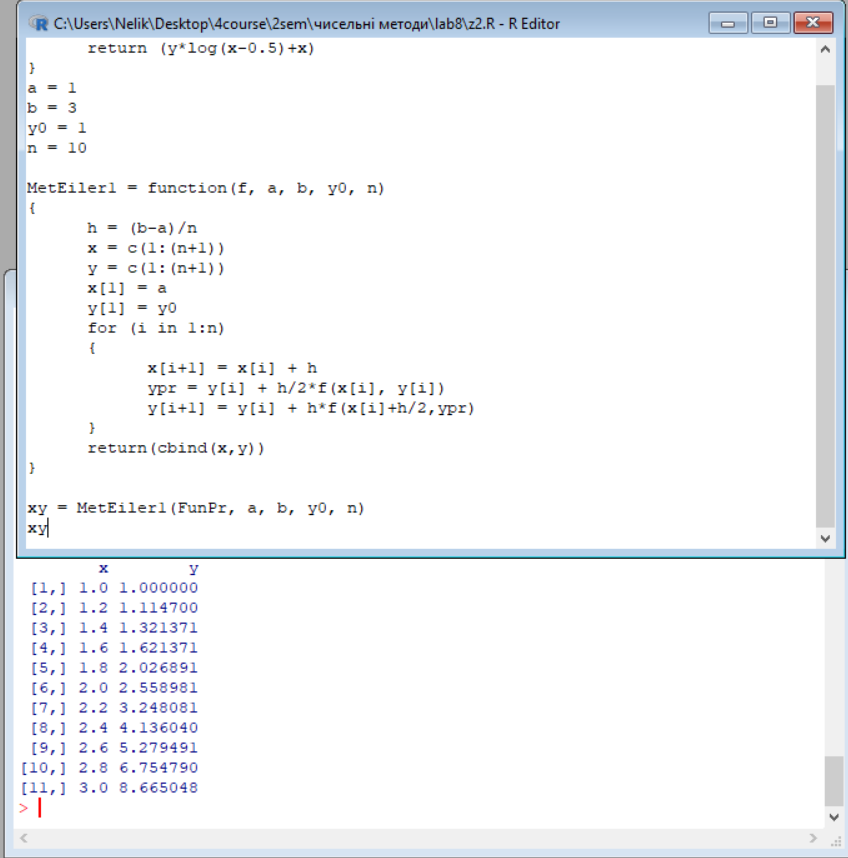 C:\Users\Nelik\Desktop\4course\2sem\чисельні методи\lab8\z2.R - R Editor
return (y*log(x-0.5)+x)
}
a = 1
b = 3
y0 = 1
n = 10
MetEiler1 = function(f, a, b, y0, n)
{
h = (b-a)/n
x = c(1:(n+1))
y = c(1:(n+1))
x[1] = a
y[1] = y0
for (i in 1:n)
{
x[i+1] = x[i] + h
ypr = y[i] + h/2*f(x[i], y[i])
y[i+1] = y[i] + h*f(x[i]+h/2,ypr)
}
return(cbind(x,y))
}
xy = MetEiler1(FunPr, a, b, y0, n)
xy
x y
[1,] 1.0 1.000000
[2,] 1.2 1.114700
[3,] 1.4 1.321371
[4,] 1.6 1.621371
[5,] 1.8 2.026891
[6,] 2.0 2.558981
[7,] 2.2 3.248081
[8,] 2.4 4.136040
[9,] 2.6 5.279491
[10,] 2.8 6.754790
[11,] 3.0 8.665048
>